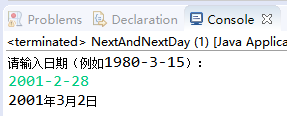 Problems Declaration Console
<terminated> NextAndNextDay (1) [Java Applica
请输入日期（例如1980-3-15）：
2001-2-28
2001年3月2日